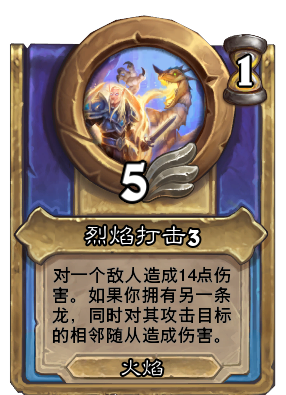 1
5
烈焰打击3
对一个敌人造成14点伤
害。如果你拥有另一条
龙，同时对其攻击目标
的相邻随从造成伤害。
火焰